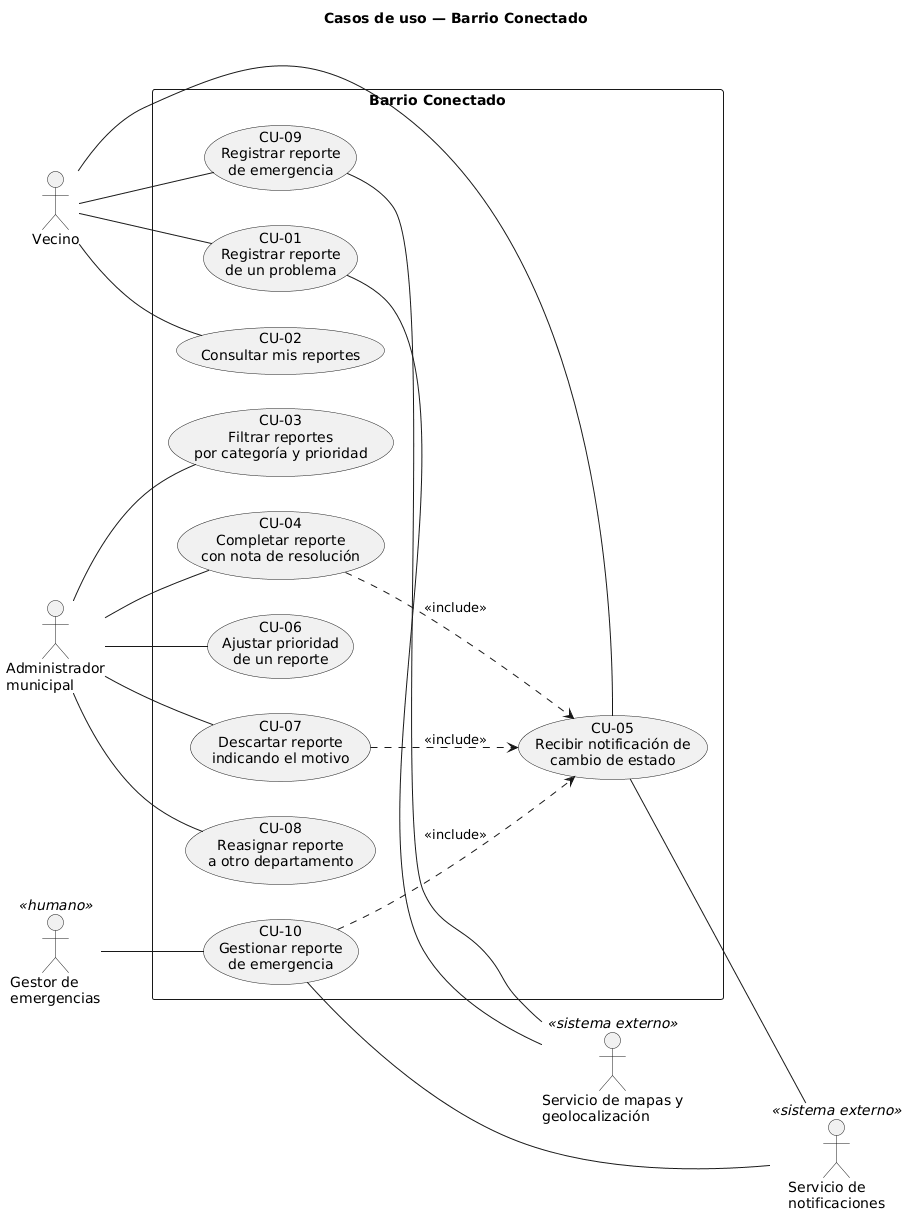 Casos de uso — Barrio Conectado
Barrio Conectado
CU-09
Registrar reporte
de emergencia
Vecino
CU-01
Registrar reporte
de un problema
CU-02
Consultar mis reportes
CU-03
Filtrar reportes
por categoría y prioridad
CU-04
Completar reporte
con nota de resolución
«include»
Administrador
municipal
CU-06
Ajustar prioridad
de un reporte
CU-07
Descartar reporte
indicando el motivo
«include»
CU-05
Recibir notificación de
cambio de estado
CU-08
Reasignar reporte
a otro departamento
«include»
«humano»
Gestor de
emergencias
CU-10
Gestionar reporte
de emergencia
«sistema externo»
Servicio de mapas y
geolocalización
«sistema externo»
Servicio de
notificaciones